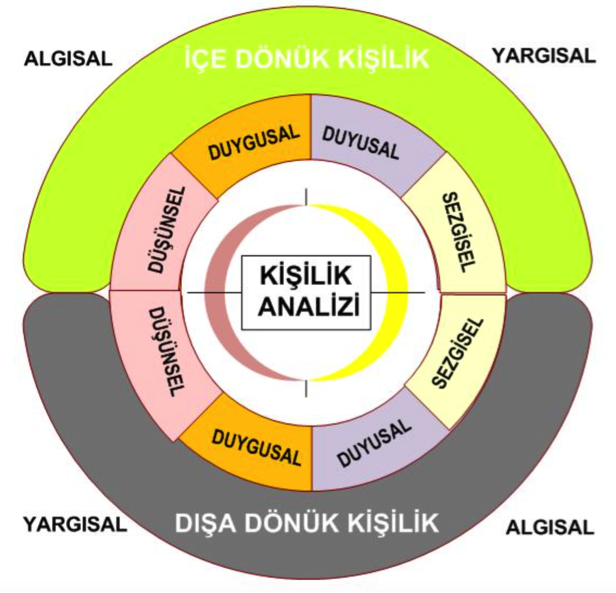 ALGISAL
İÇE DÖNÜK KİŞİLİK
YARGISAL
DUYGUSAL
DUYUSAL
DÜŞÜNSEL
SEZGİSEL
KİŞİLİK
ANALİZİ
DÜŞÜNSEL
SEZGİSEL
DUYGUSAL
DUYUSAL
YARGISAL
DIŞA DÖNÜK KİŞİLİK
ALGISAL